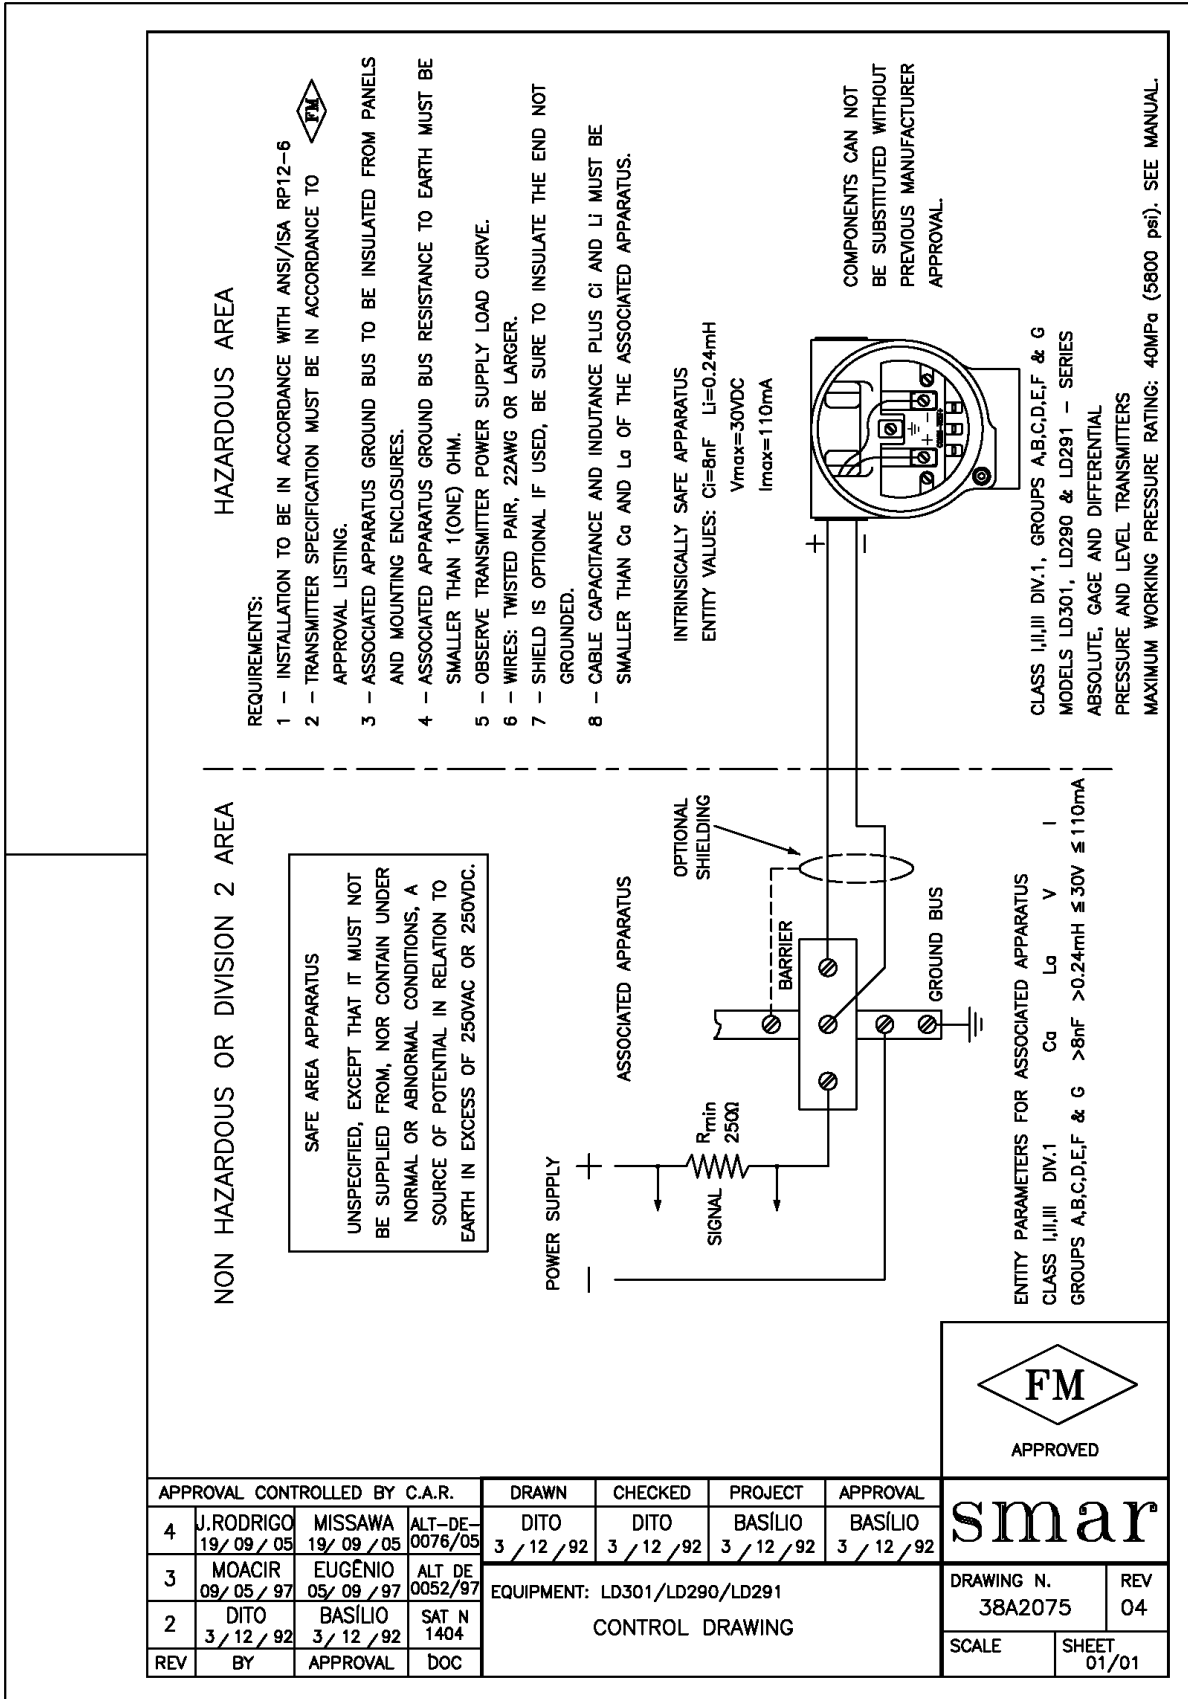 NON HAZARDOUS OR DIVISION 2 AREA
HAZARDOUS AREA
SAFE AREA APPARATUS
UNSPECIFIED, EXCEPT THAT IT MUST NOT
BE SUPPLIED FROM, NOR CONTAIN UNDER
NORMAL OR ABNORMAL CONDITIONS, A
SOURCE OF POTENTIAL IN RELATION TO
EARTH IN EXCESS OF 250VAC OR 250VDC.
REQUIREMENTS:
1 - INSTALLATION TO BE IN ACCORDANCE WITH ANSI/ISA RP12-6
2 - TRANSMITTER SPECIFICATION MUST BE IN ACCORDANCE TO FM
APPROVAL LISTING.
3 - ASSOCIATED APPARATUS GROUND BUS TO BE INSULATED FROM PANELS
AND MOUNTING ENCLOSURES.
4 - ASSOCIATED APPARATUS GROUND BUS RESISTANCE TO EARTH MUST BE
SMALLER THAN 1(ONE) OHM.
5 - OBSERVE TRANSMITTER POWER SUPPLY LOAD CURVE.
6 - WIRES: TWISTED PAIR, 22AWG OR LARGER.
7 - SHIELD IS OPTIONAL IF USED, BE SURE TO INSULATE THE END NOT
GROUNDED.
8 - CABLE CAPACITANCE AND INDUTANCE PLUS Ci AND Li MUST BE
SMALLER THAN Ca AND La OF THE ASSOCIATED APPARATUS.
POWER SUPPLY
+
-
SIGNAL
Rmin
250Ω
ASSOCIATED APPARATUS
BARRIER
OPTIONAL
SHIELDING
GROUND BUS
INTRINSICALLY SAFE APPARATUS
ENTITY VALUES: Ci=8nF Li=0.24mH
Vmax=30VDC
Imax=110mA
+
-
+ -
COMPONENTS CAN NOT
BE SUBSTITUTED WITHOUT
PREVIOUS MANUFACTURER
APPROVAL.
ENTITY PARAMETERS FOR ASSOCIATED APPARATUS
CLASS I,II,III DIV.1 Ca La V I
GROUPS A,B,C,D,E,F & G >8nF >0.24mH ≤30V ≤110mA
CLASS I,II,III DIV.1, GROUPS A,B,C,D,E,F & G
MODELS LD301, LD290 & LD291 - SERIES
ABSOLUTE, GAGE AND DIFFERENTIAL
PRESSURE AND LEVEL TRANSMITTERS
MAXIMUM WORKING PRESSURE RATING: 40MPa (5800 psi). SEE MANUAL.
FM
APPROVED
APPROVAL CONTROLLED BY C.A.R.
4 J.RODRIGO 19/09/05 MISSAWA 19/09/05 ALT-DE-0076/05
3 MOACIR 09/05/97 EUGÊNIO 05/09/97 ALT DE 0052/97
2 DITO 3/12/92 BASÍLIO 3/12/92 SAT N 1404
REV BY APPROVAL DOC
DRAWN CHECKED PROJECT APPROVAL
DITO DITO BASÍLIO BASÍLIO
3/12/92 3/12/92 3/12/92 3/12/92
EQUIPMENT: LD301/LD290/LD291
CONTROL DRAWING
smar
DRAWING N. REV
38A2075 04
SCALE SHEET
01/01